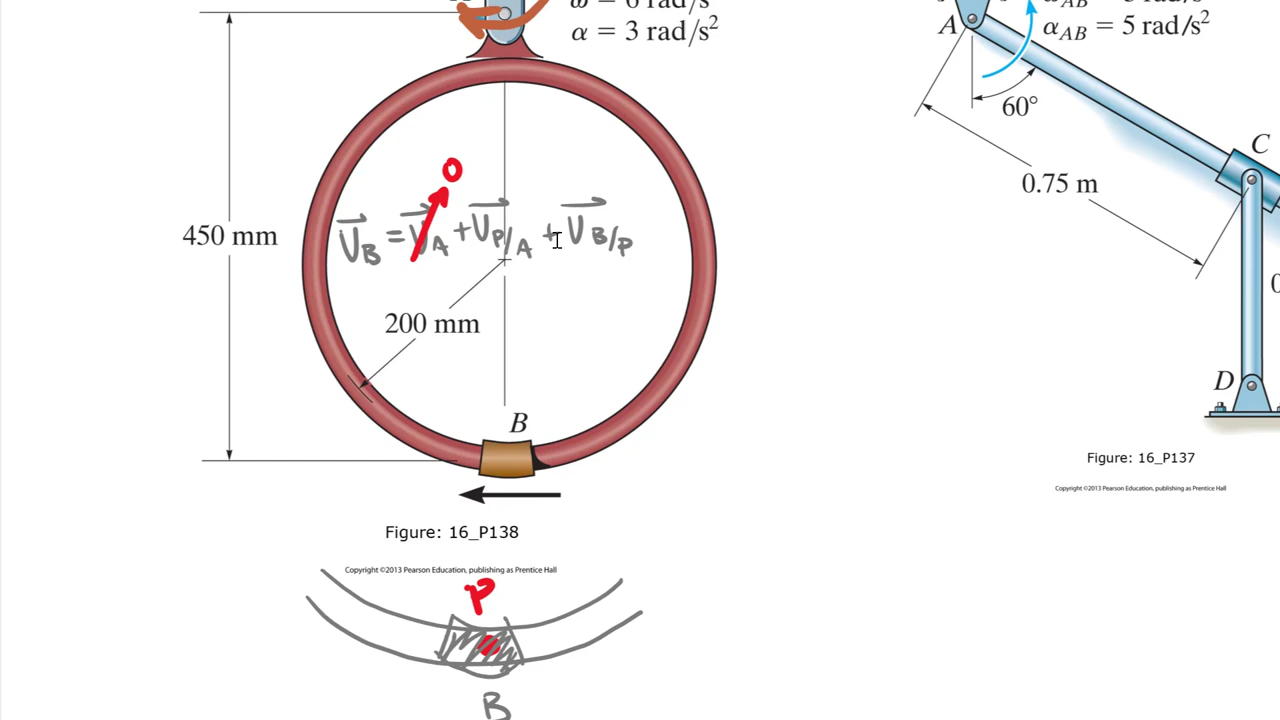 α = 3 rad/s²
A
α_AB = 5 rad/s²
60°
C
0.75 m
450 mm
V_B = V_A + V_P/A + V_B/P
O
200 mm
D
B
Figure: 16_P137
Copyright ©2013 Pearson Education, publishing as Prentice Hall
Figure: 16_P138
Copyright ©2013 Pearson Education, publishing as Prentice Hall
P
B